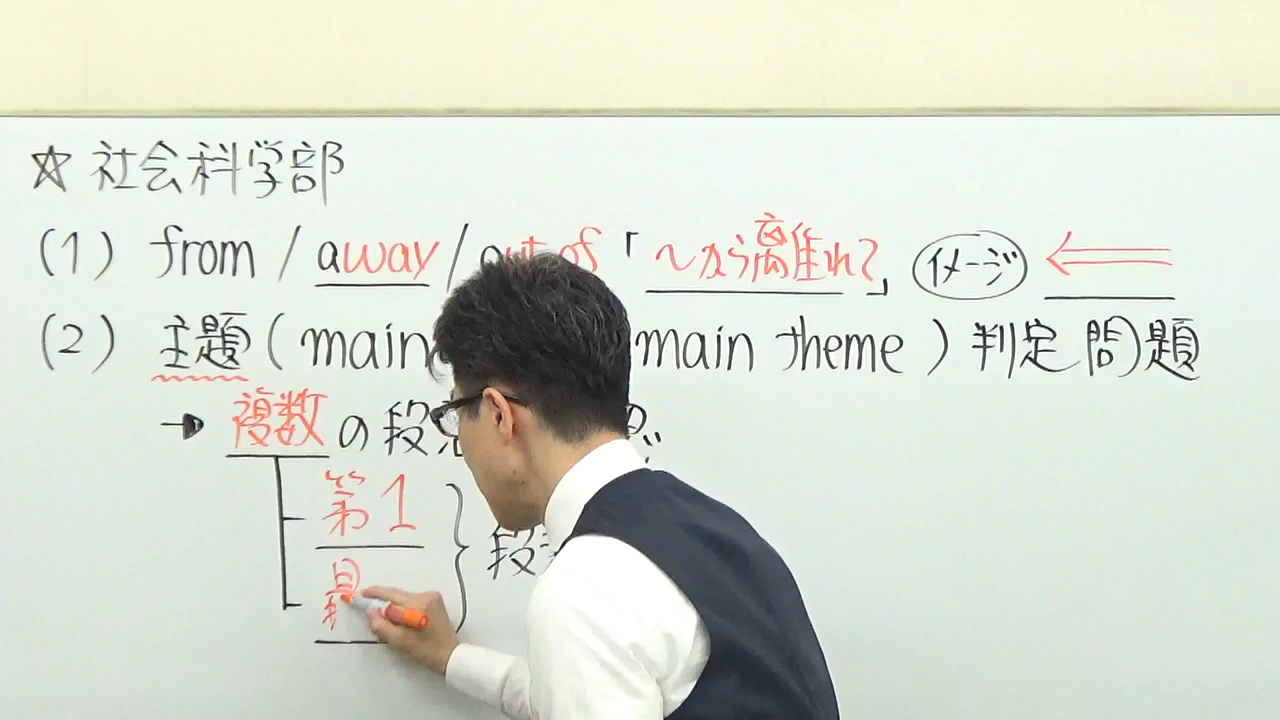 ☆ 社会科学部
(1) from / away / out of 「～から離れて」 イメージ ⇐
(2) 主題 ( main main theme ) 判定問題
→ 複数の段
第1
段